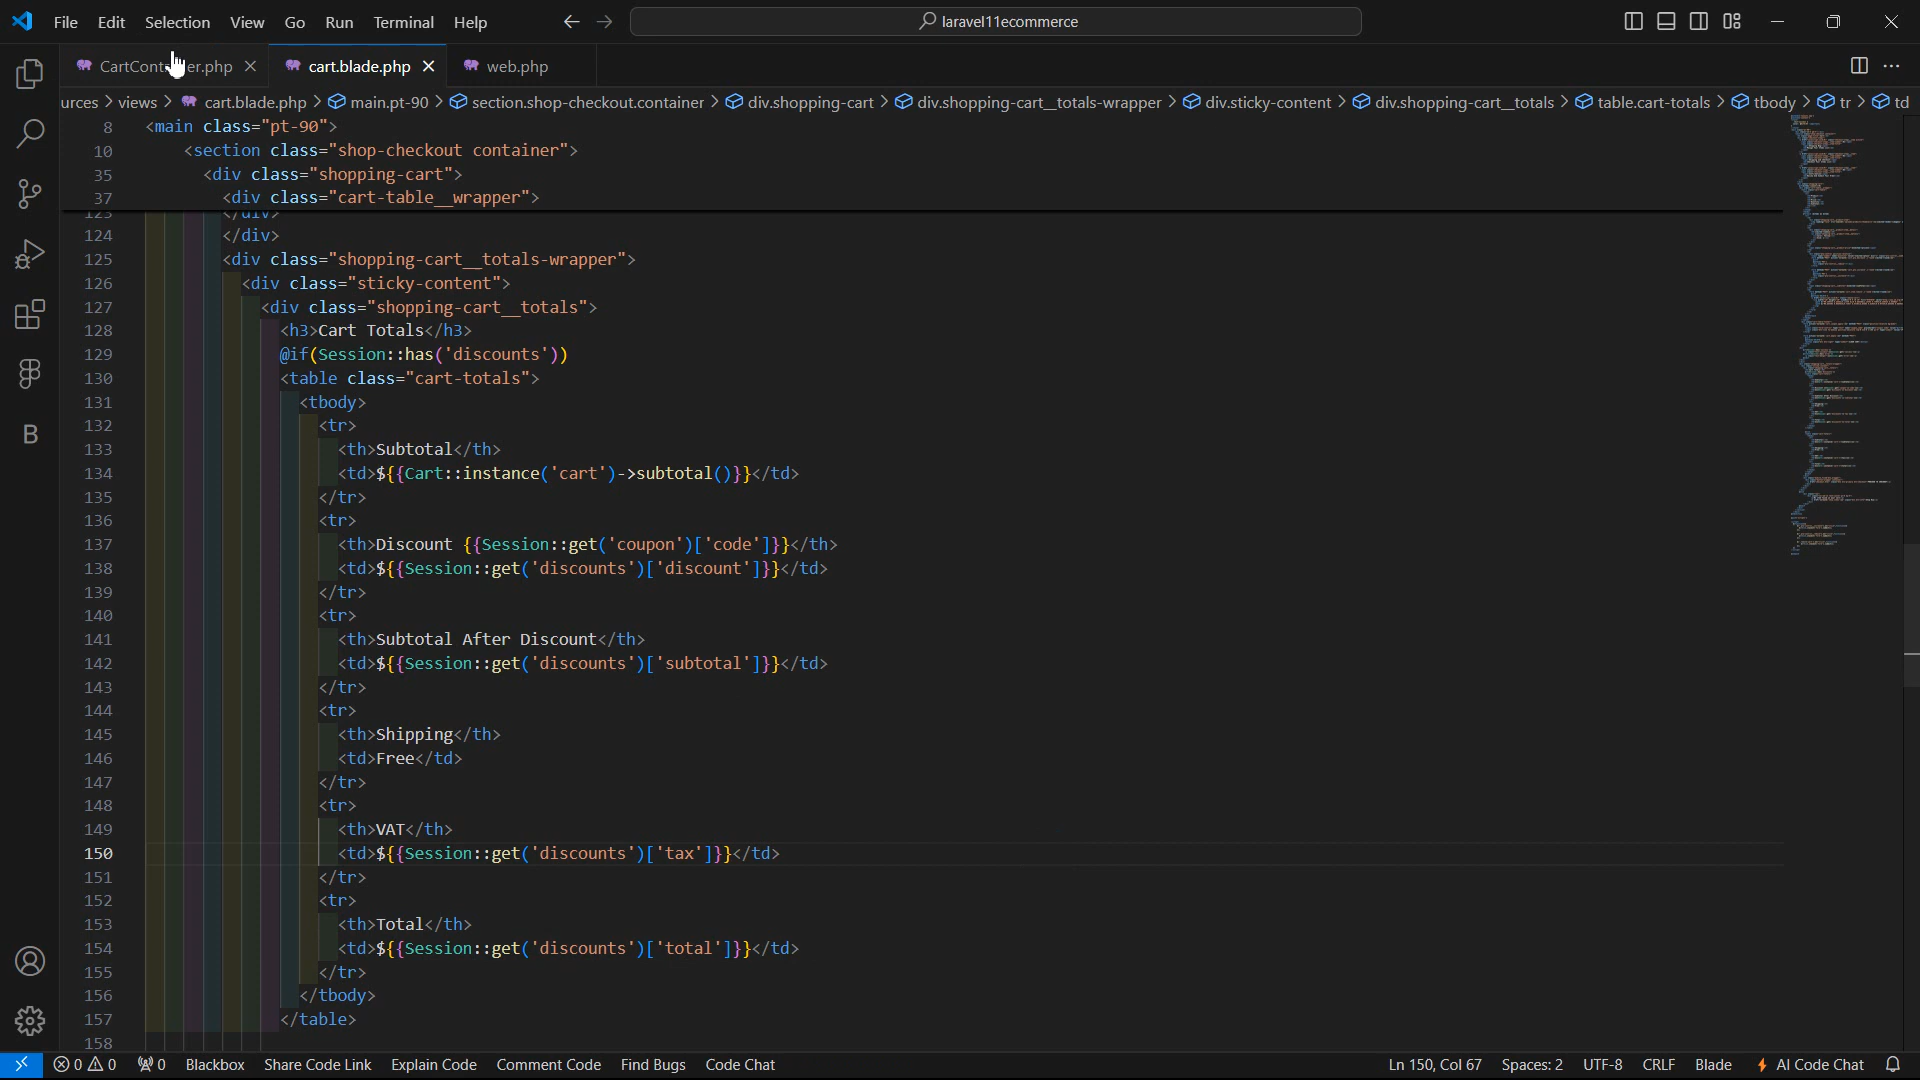 File Edit Selection View Go Run Terminal Help
laravel11ecommerce
cart.blade.php
web.php
urces > views > cart.blade.php > main.pt-90 > section.shop-checkout.container > div.shopping-cart > div.shopping-cart__totals-wrapper > div.sticky-content > div.shopping-cart__totals > table.cart-totals > tbody > tr > td
8 <main class="pt-90">
10 <section class="shop-checkout container">
35 <div class="shopping-cart">
37 <div class="cart-table__wrapper">
123 </div>
124 </div>
125 <div class="shopping-cart__totals-wrapper">
126 <div class="sticky-content">
127 <div class="shopping-cart__totals">
128 <h3>Cart Totals</h3>
129 @if(Session::has('discounts'))
130 <table class="cart-totals">
131 <tbody>
132 <tr>
133 <th>Subtotal</th>
134 <td>${{Cart::instance('cart')->subtotal()}}</td>
135 </tr>
136 <tr>
137 <th>Discount {{Session::get('coupon')['code']}}</th>
138 <td>${{Session::get('discounts')['discount']}}</td>
139 </tr>
140 <tr>
141 <th>Subtotal After Discount</th>
142 <td>${{Session::get('discounts')['subtotal']}}</td>
143 </tr>
144 <tr>
145 <th>Shipping</th>
146 <td>Free</td>
147 </tr>
148 <tr>
149 <th>VAT</th>
150 <td>${{Session::get('discounts')['tax']}}</td>
151 </tr>
152 <tr>
153 <th>Total</th>
154 <td>${{Session::get('discounts')['total']}}</td>
155 </tr>
156 </tbody>
157 </table>
158
B
0 0 0 Blackbox Share Code Link Explain Code Comment Code Find Bugs Code Chat Ln 150, Col 67 Spaces: 2 UTF-8 CRLF Blade AI Code Chat